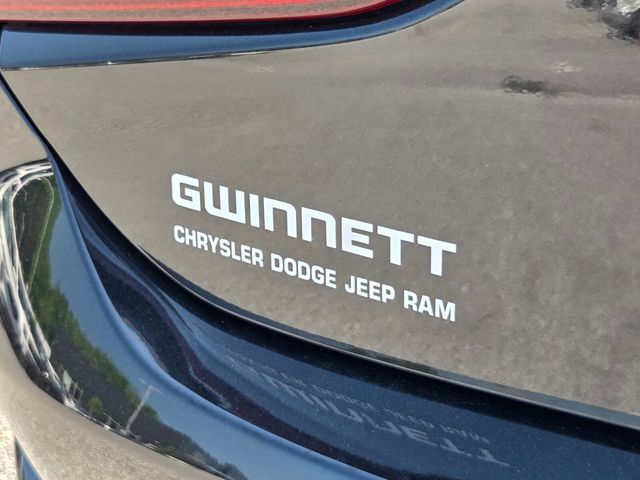 GWINNETT
CHRYSLER DODGE JEEP RAM